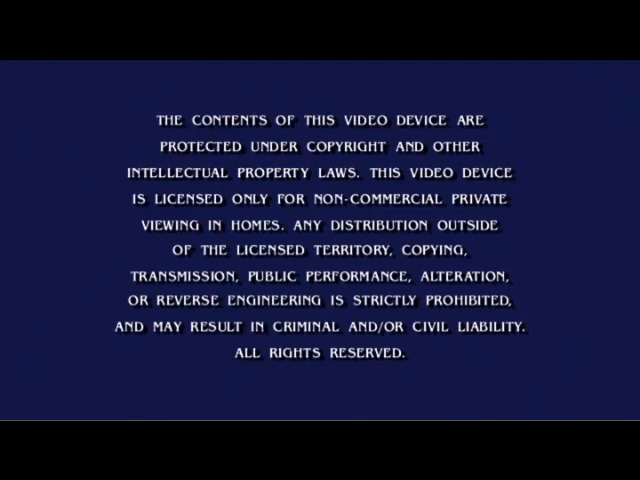 THE CONTENTS OF THIS VIDEO DEVICE ARE
PROTECTED UNDER COPYRIGHT AND OTHER
INTELLECTUAL PROPERTY LAWS. THIS VIDEO DEVICE
IS LICENSED ONLY FOR NON-COMMERCIAL PRIVATE
VIEWING IN HOMES. ANY DISTRIBUTION OUTSIDE
OF THE LICENSED TERRITORY, COPYING,
TRANSMISSION, PUBLIC PERFORMANCE, ALTERATION,
OR REVERSE ENGINEERING IS STRICTLY PROHIBITED,
AND MAY RESULT IN CRIMINAL AND/OR CIVIL LIABILITY.
ALL RIGHTS RESERVED.